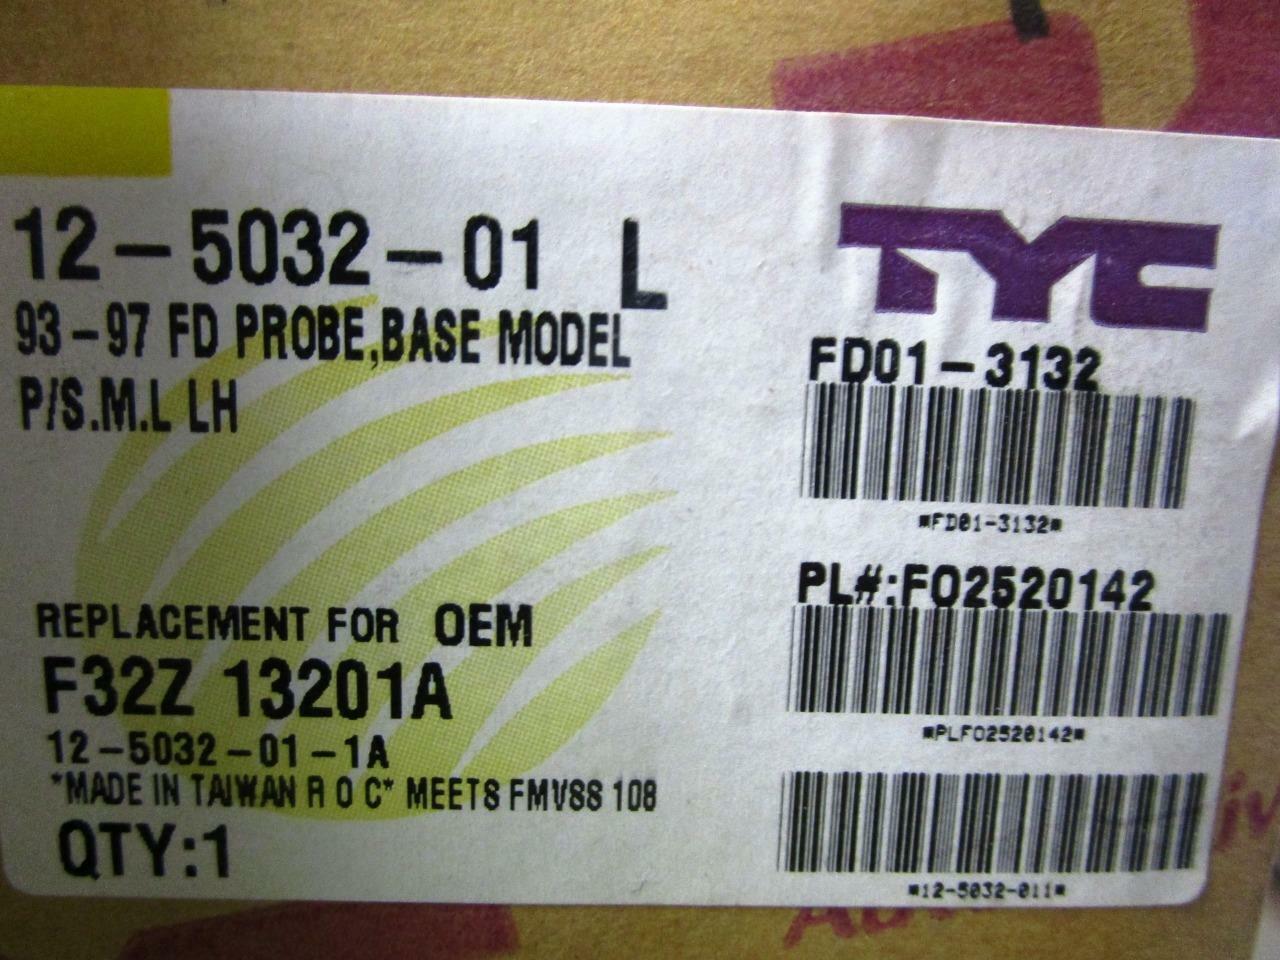 12-5032-01 L
93-97 FD PROBE,BASE MODEL
P/S.M.L LH
REPLACEMENT FOR OEM
F32Z 13201A
12-5032-01-1A
*MADE IN TAIWAN R O C* MEETS FMVSS 108
QTY:1
TYC
FD01-3132
*FD01-3132*
PL#:FO2520142
*PLFO2520142*
*12-5032-011*